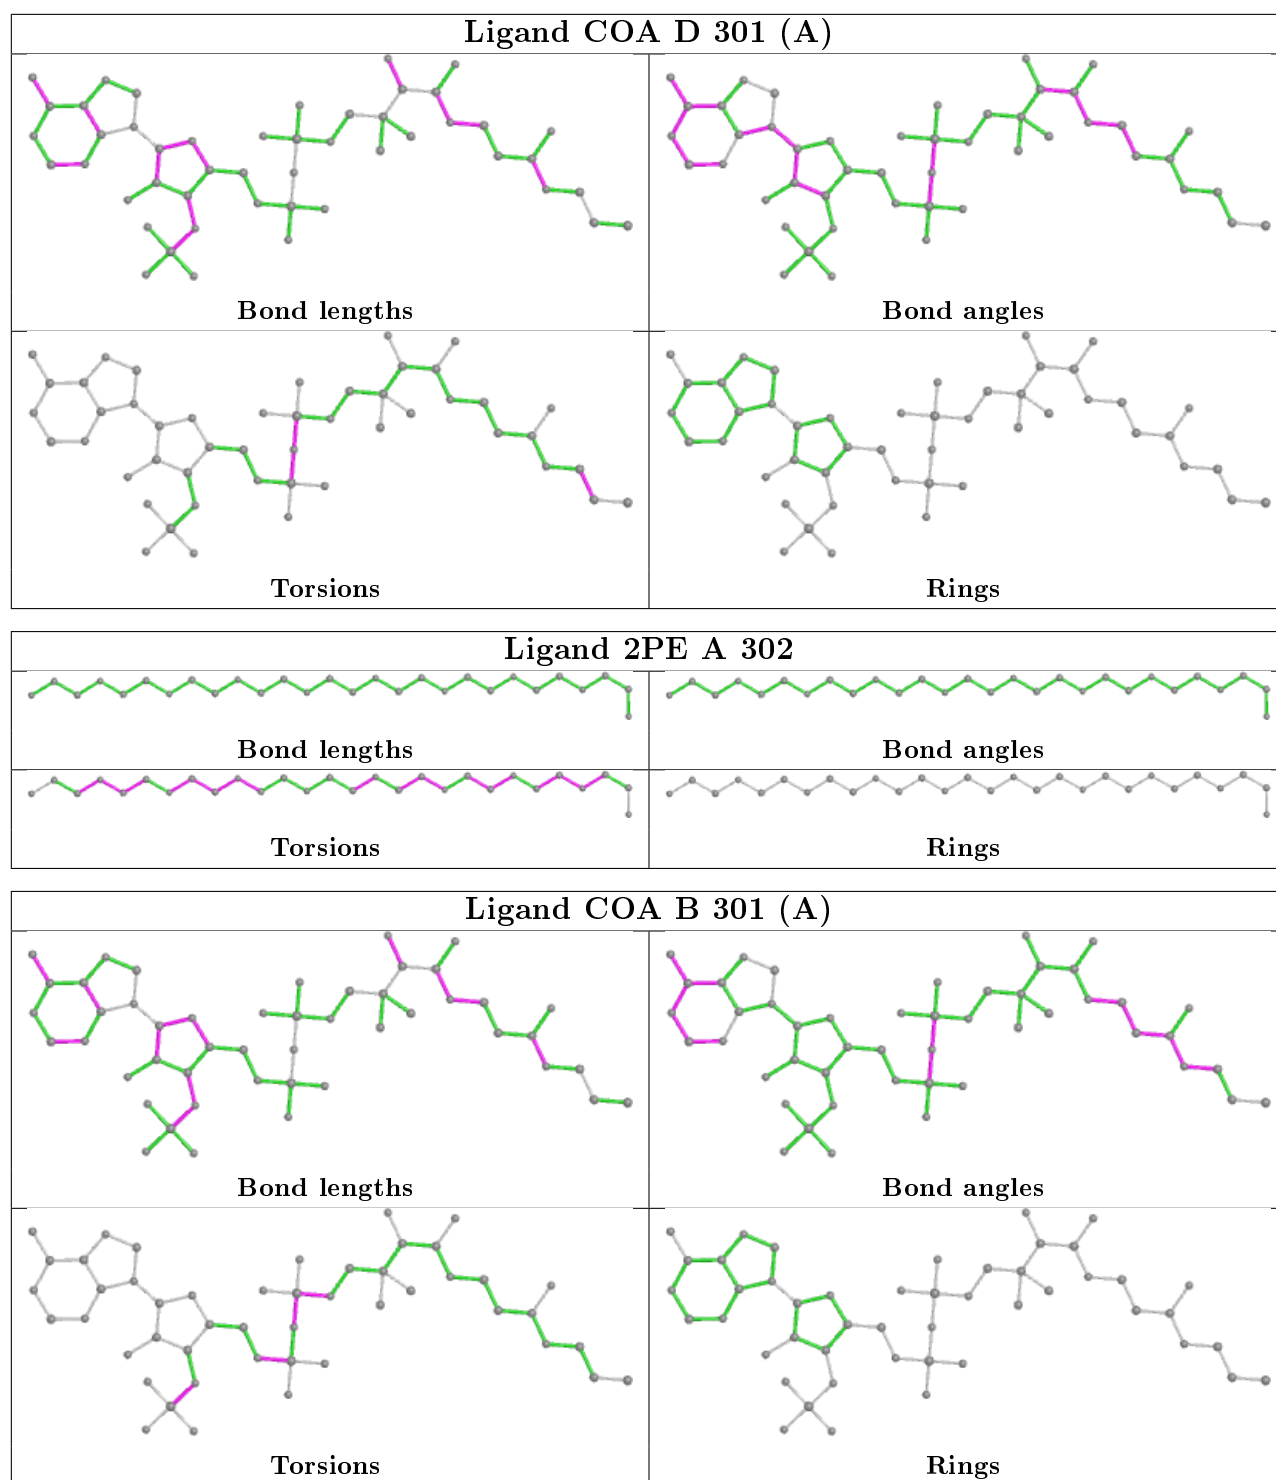 Ligand COA D 301 (A)
Bond lengths
Bond angles
Torsions
Rings
Ligand 2PE A 302
Bond lengths
Bond angles
Torsions
Rings
Ligand COA B 301 (A)
Bond lengths
Bond angles
Torsions
Rings